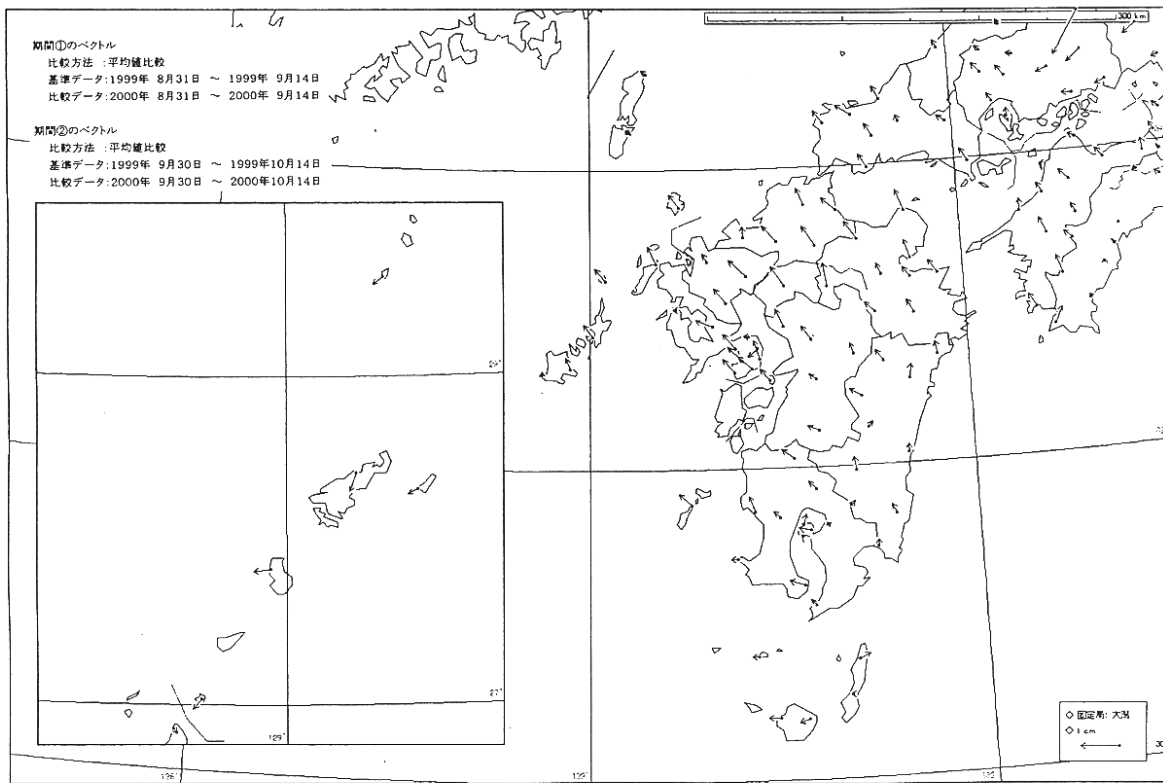 期間①のベクトル
比較方法 :平均値比較
基準データ:1999年 8月31日 ~ 1999年 9月14日
比較データ:2000年 8月31日 ~ 2000年 9月14日
期間②のベクトル
比較方法 :平均値比較
基準データ:1999年 9月30日 ~ 1999年10月14日
比較データ:2000年 9月30日 ~ 2000年10月14日
300 km
27°
129°
固定局: 大潟
1 cm